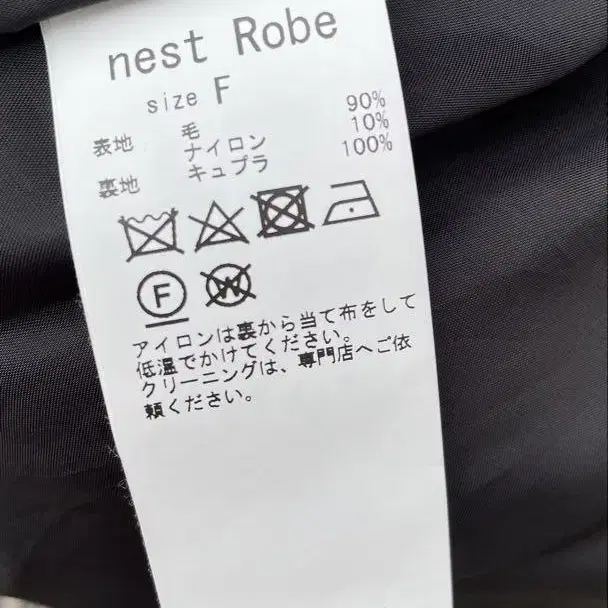 nest Robe
size F
表地 毛 90%
ナイロン 10%
裏地 キュプラ 100%
F
W
アイロンは裏から当て布をして
低温でかけてください。
クリーニングは、専門店へご依
頼ください。